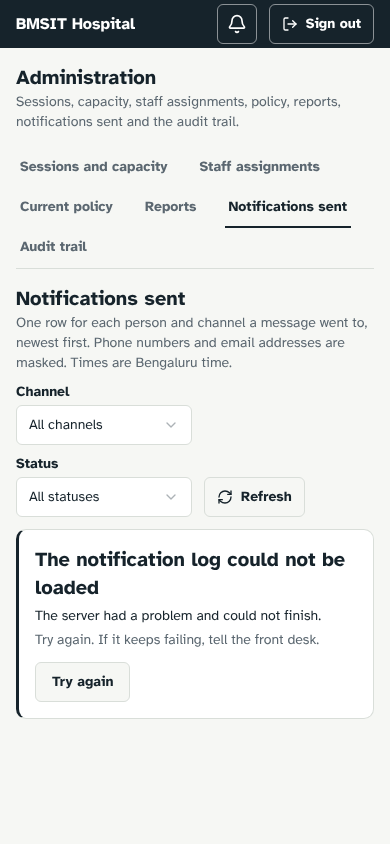 BMSIT Hospital
Sign out
Administration
Sessions, capacity, staff assignments, policy, reports,
notifications sent and the audit trail.
Sessions and capacity
Staff assignments
Current policy
Reports
Notifications sent
Audit trail
Notifications sent
One row for each person and channel a message went to,
newest first. Phone numbers and email addresses are
masked. Times are Bengaluru time.
Channel
All channels
Status
All statuses
Refresh
The notification log could not be
loaded
The server had a problem and could not finish.
Try again. If it keeps failing, tell the front desk.
Try again